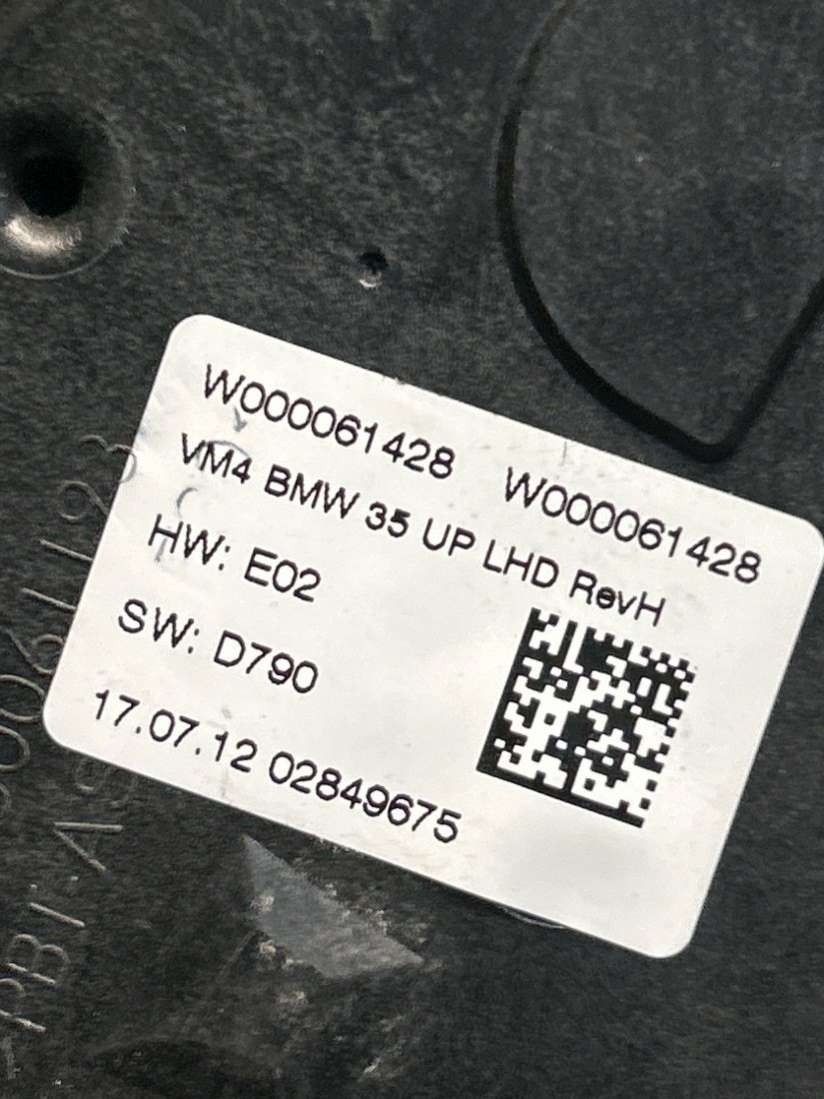 W000061428 W000061428
VM4 BMW 35 UP LHD RevH
HW: E02
SW: D790
17.07.12 02849675